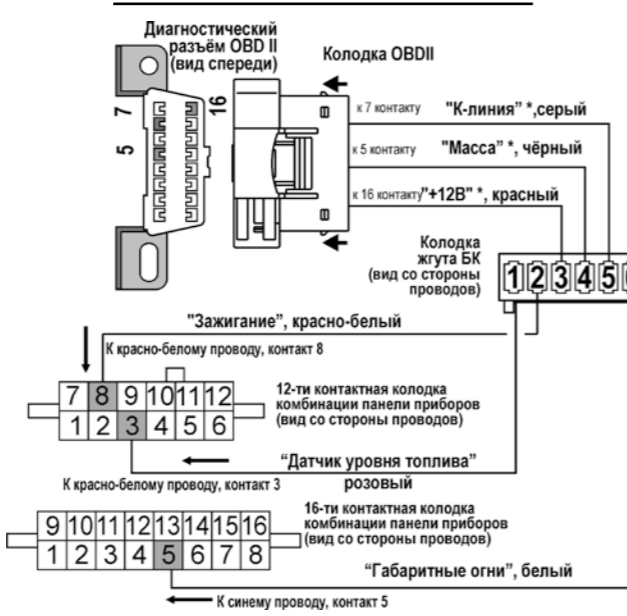 Диагностический
разъём OBD II
(вид спереди)
Колодка OBDII
7
16
5
к 7 контакту "К-линия" *,серый
к 5 контакту "Масса" *, чёрный
к 16 контакту "+12В" *, красный
Колодка
жгута БК
(вид со стороны
проводов)
1 2 3 4 5
"Зажигание", красно-белый
К красно-белому проводу, контакт 8
7 8 9 10 11 12
1 2 3 4 5 6
12-ти контактная колодка
комбинации панели приборов
(вид со стороны проводов)
“Датчик уровня топлива”
розовый
К красно-белому проводу, контакт 3
16-ти контактная колодка
комбинации панели приборов
(вид со стороны проводов)
9 10 11 12 13 14 15 16
1 2 3 4 5 6 7 8
“Габаритные огни”, белый
К синему проводу, контакт 5